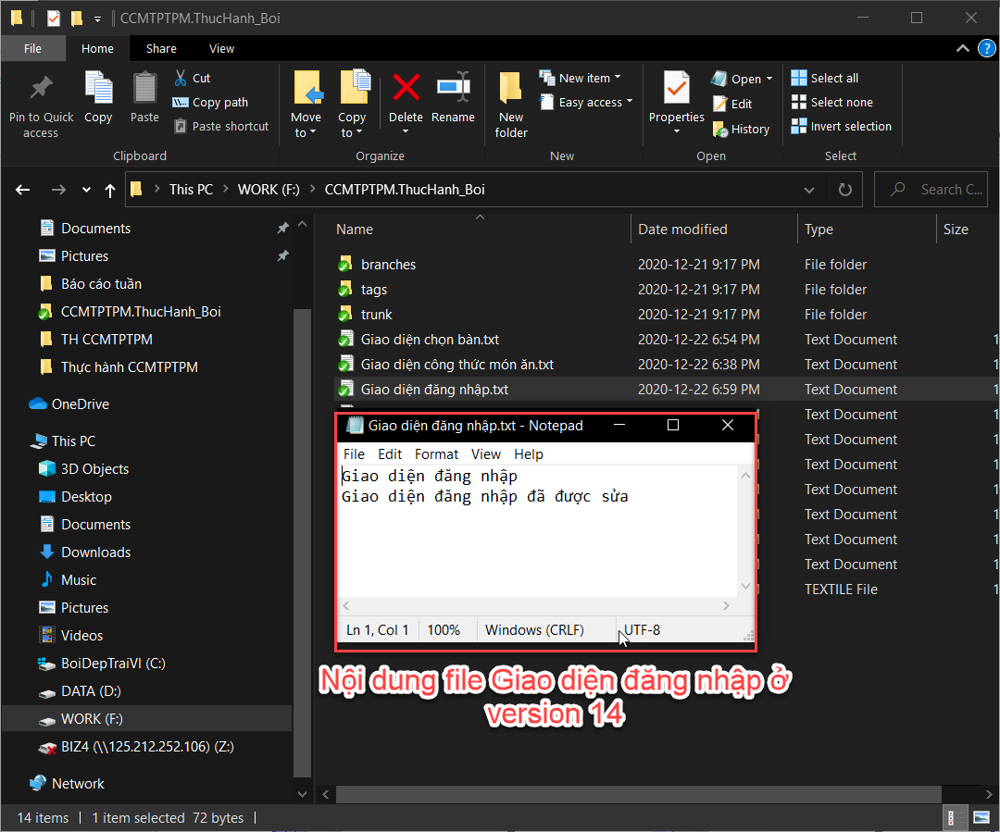 CCMTPTPM.ThucHanh_Boi
File Home Share View
Pin to Quick access
Copy
Paste
Cut
Copy path
Paste shortcut
Clipboard
Move to
Copy to
Delete
Rename
Organize
New folder
New item
Easy access
New
Properties
Open
Edit
History
Open
Select all
Select none
Invert selection
Select
This PC > WORK (F:) > CCMTPTPM.ThucHanh_Boi
Search C...
Documents
Pictures
Báo cáo tuần
CCMTPTPM.ThucHanh_Boi
TH CCMTPTPM
Thực hành CCMTPTPM
OneDrive
This PC
3D Objects
Desktop
Documents
Downloads
Music
Pictures
Videos
BoiDepTraiVl (C:)
DATA (D:)
WORK (F:)
BIZ4 (\\125.212.252.106) (Z:)
Network
Name Date modified Type Size
branches 2020-12-21 9:17 PM File folder
tags 2020-12-21 9:17 PM File folder
trunk 2020-12-21 9:17 PM File folder
Giao diện chọn bàn.txt 2020-12-22 6:54 PM Text Document 1
Giao diện công thức món ăn.txt 2020-12-22 6:38 PM Text Document 1
Giao diện đăng nhập.txt 2020-12-22 6:59 PM Text Document 1
Text Document 1
Text Document 1
Text Document 1
Text Document 1
Text Document 1
Text Document 1
Text Document 1
TEXTILE File 1
Giao diện đăng nhập.txt - Notepad
File Edit Format View Help
Giao diện đăng nhập
Giao diện đăng nhập đã được sửa
Ln 1, Col 1 100% Windows (CRLF) UTF-8
Nội dung file Giao diện đăng nhập ở
version 14
14 items 1 item selected 72 bytes